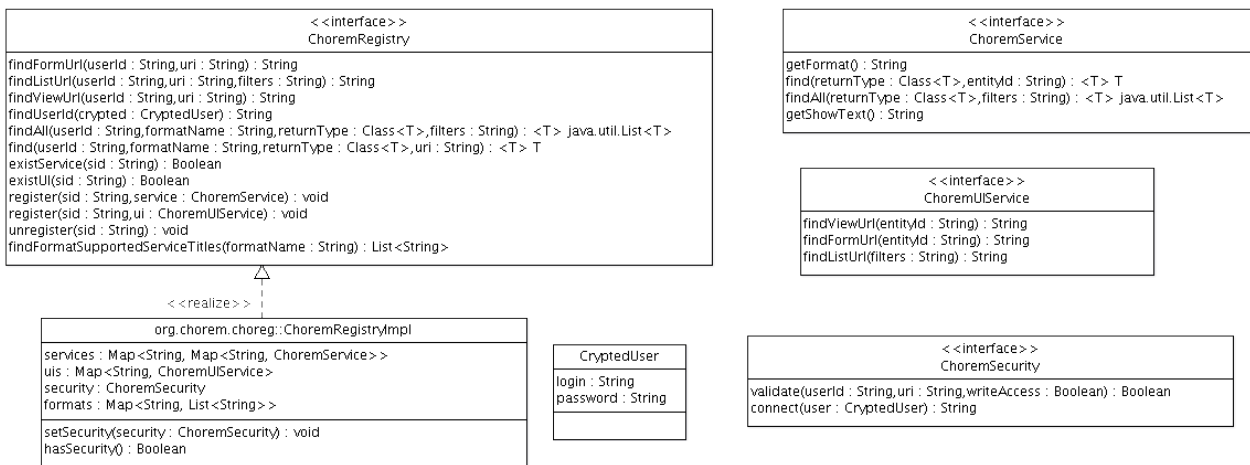 < <interface> >
ChoremRegistry
findFormUrl(userId : String,uri : String) : String
findListUrl(userId : String,uri : String,filters : String) : String
findViewUrl(userId : String,uri : String) : String
findUserId(crypted : CryptedUser) : String
findAll(userId : String,formatName : String,returnType : Class<T>,filters : String) : <T> java.util.List<T>
find(userId : String,formatName : String,returnType : Class<T>,uri : String) : <T> T
existService(sid : String) : Boolean
existUI(sid : String) : Boolean
register(sid : String,service : ChoremService) : void
register(sid : String,ui : ChoremUIService) : void
unregister(sid : String) : void
findFormatSupportedServiceTitles(formatName : String) : List<String>
< <interface> >
ChoremService
getFormat() : String
find(returnType : Class<T>,entityId : String) : <T> T
findAll(returnType : Class<T>,filters : String) : <T> java.util.List<T>
getShowText() : String
< <interface> >
ChoremUIService
findViewUrl(entityId : String) : String
findFormUrl(entityId : String) : String
findListUrl(filters : String) : String
< <realize> >
org.chorem.choreg::ChoremRegistryImpl
services : Map<String, Map<String, ChoremService>>
uis : Map<String, ChoremUIService>
security : ChoremSecurity
formats : Map<String, List<String>>
setSecurity(security : ChoremSecurity) : void
hasSecurity() : Boolean
CryptedUser
login : String
password : String
< <interface> >
ChoremSecurity
validate(userId : String,uri : String,writeAccess : Boolean) : Boolean
connect(user : CryptedUser) : String